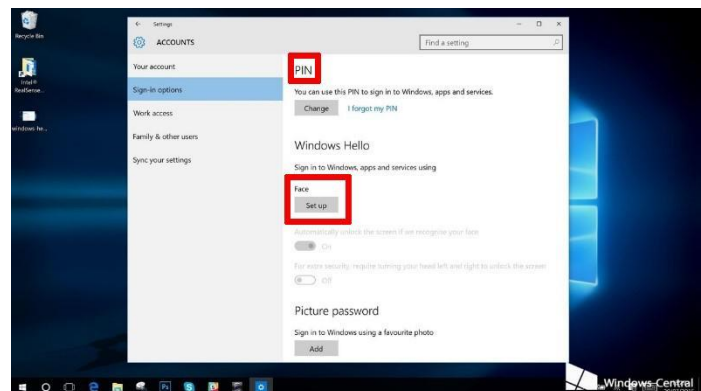 Recycle Bin
Intel®
RealSense...
windows he...
Settings
ACCOUNTS
Find a setting
Your account
Sign-in options
Work access
Family & other users
Sync your settings
PIN
You can use this PIN to sign in to Windows, apps and services.
Change
I forgot my PIN
Windows Hello
Sign in to Windows, apps and services using
Face
Set up
Automatically unlock the screen if we recognise your face
On
For more security, require turning your head left and right to unlock the screen
Off
Picture password
Sign in to Windows using a favourite photo
Add
Windows Central